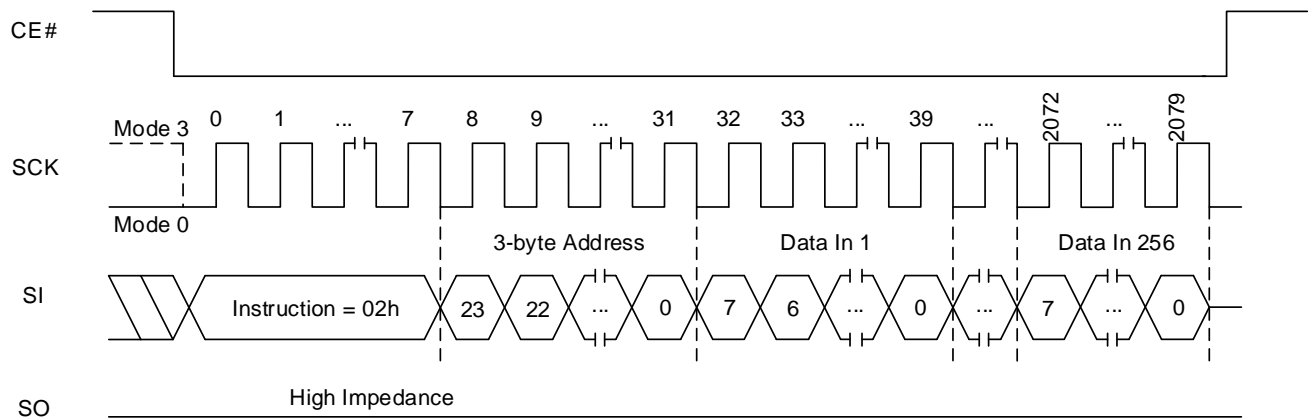 CE#
0 1 ... 7 8 9 ... 31 32 33 ... 39 ... 2072 ... 2079
Mode 3
SCK
Mode 0
3-byte Address Data In 1 Data In 256
SI Instruction = 02h 23 22 ... 0 7 6 ... 0 ... 7 ... 0
High Impedance
SO